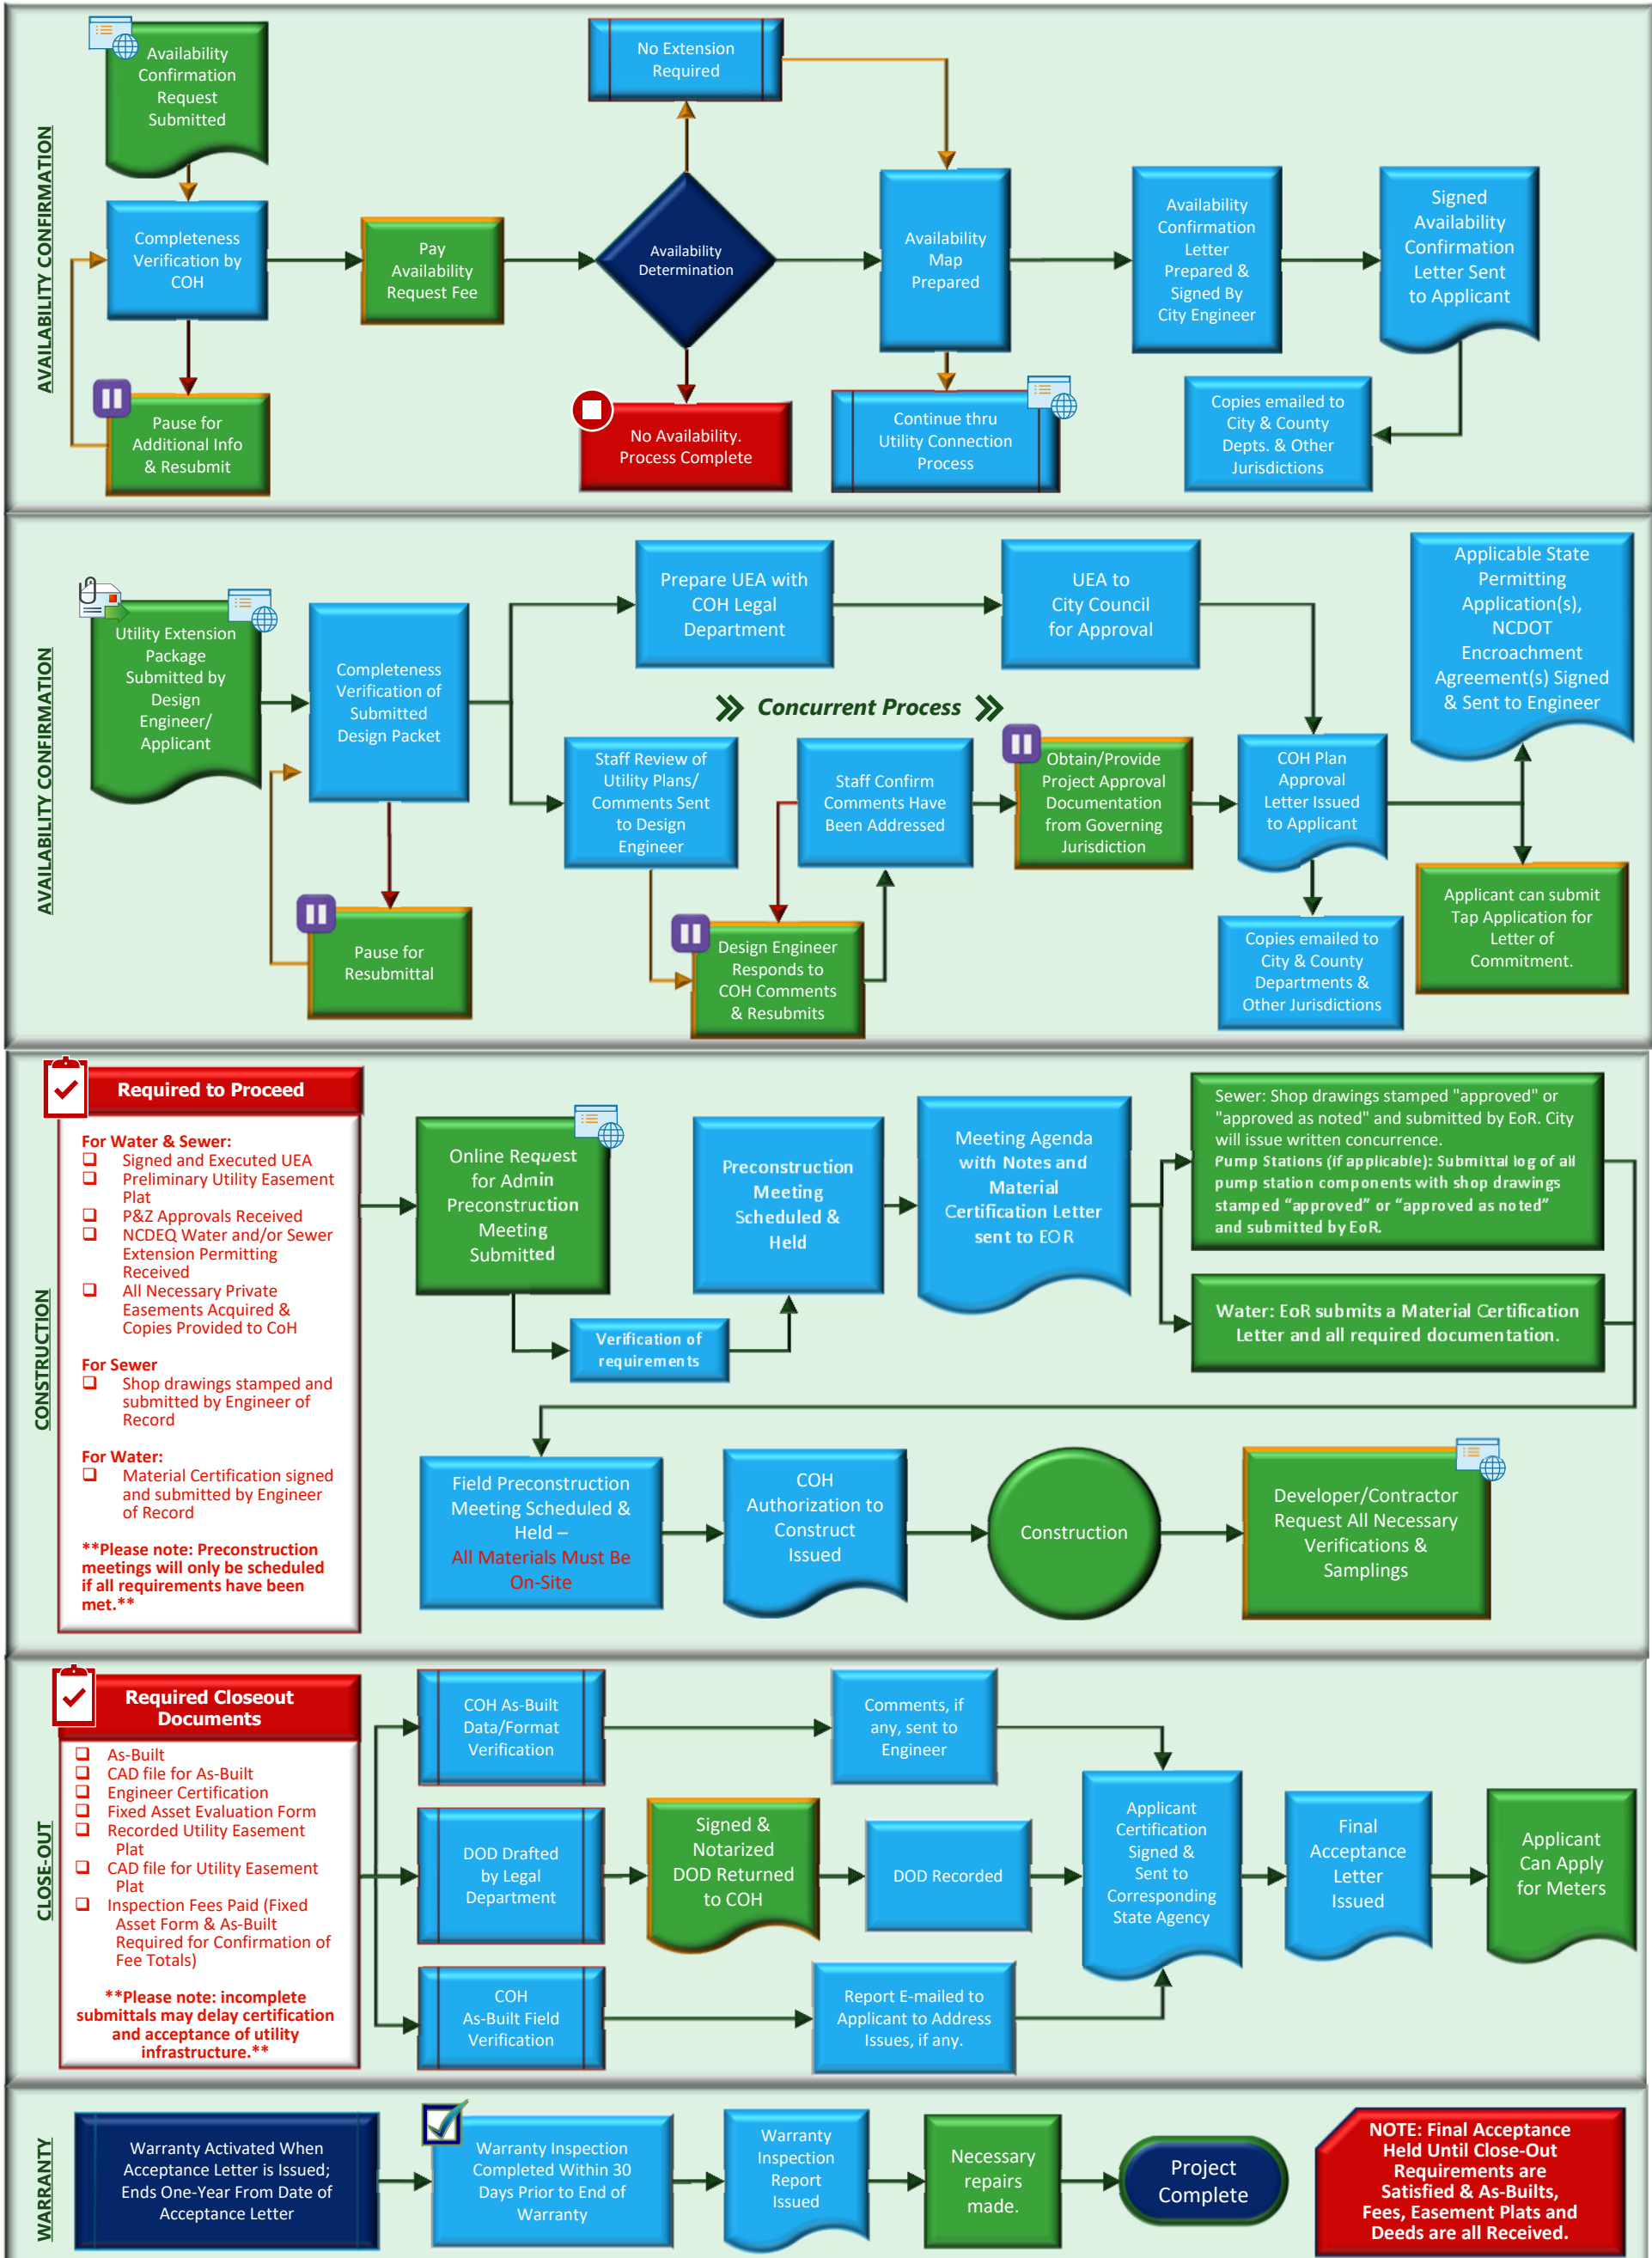 AVAILABILITY CONFIRMATION
Availability
Confirmation
Request
Submitted
No Extension
Required
Completeness
Verification by
COH
Pay
Availability
Request Fee
Availability
Determination
Availability
Map
Prepared
Availability
Confirmation
Letter
Prepared &
Signed By
City Engineer
Signed
Availability
Confirmation
Letter Sent
to Applicant
Pause for
Additional Info
& Resubmit
No Availability.
Process Complete
Continue thru
Utility Connection
Process
Copies emailed to
City & County
Depts. & Other
Jurisdictions
AVAILABILITY CONFIRMATION
Utility Extension
Package
Submitted by
Design
Engineer/
Applicant
Completeness
Verification of
Submitted
Design Packet
Pause for
Resubmittal
Prepare UEA with
COH Legal
Department
UEA to
City Council
for Approval
Concurrent Process
Staff Review of
Utility Plans/
Comments Sent
to Design
Engineer
Staff Confirm
Comments Have
Been Addressed
Design Engineer
Responds to
COH Comments
& Resubmits
Obtain/Provide
Project Approval
Documentation
from Governing
Jurisdiction
COH Plan
Approval
Letter Issued
to Applicant
Copies emailed to
City & County
Departments &
Other Jurisdictions
Applicable State
Permitting
Application(s),
NCDOT
Encroachment
Agreement(s) Signed
& Sent to Engineer
Applicant can submit
Tap Application for
Letter of
Commitment.
CONSTRUCTION
Required to Proceed
For Water & Sewer:
Signed and Executed UEA
Preliminary Utility Easement
Plat
P&Z Approvals Received
NCDEQ Water and/or Sewer
Extension Permitting
Received
All Necessary Private
Easements Acquired &
Copies Provided to CoH
For Sewer
Shop drawings stamped and
submitted by Engineer of
Record
For Water:
Material Certification signed
and submitted by Engineer
of Record
**Please note: Preconstruction
meetings will only be scheduled
if all requirements have been
met.**
Online Request
for Admin
Preconstruction
Meeting
Submitted
Verification of
requirements
Preconstruction
Meeting
Scheduled &
Held
Meeting Agenda
with Notes and
Material
Certification Letter
sent to EOR
Sewer: Shop drawings stamped "approved" or
"approved as noted" and submitted by EoR. City
will issue written concurrence.
Pump Stations (if applicable): Submittal log of all
pump station components with shop drawings
stamped “approved” or “approved as noted”
and submitted by EoR.
Water: EoR submits a Material Certification
Letter and all required documentation.
Field Preconstruction
Meeting Scheduled &
Held –
All Materials Must Be
On-Site
COH
Authorization to
Construct
Issued
Construction
Developer/Contractor
Request All Necessary
Verifications &
Samplings
CLOSE-OUT
Required Closeout
Documents
As-Built
CAD file for As-Built
Engineer Certification
Fixed Asset Evaluation Form
Recorded Utility Easement
Plat
CAD file for Utility Easement
Plat
Inspection Fees Paid (Fixed
Asset Form & As-Built
Required for Confirmation of
Fee Totals)
**Please note: incomplete
submittals may delay certification
and acceptance of utility
infrastructure.**
COH As-Built
Data/Format
Verification
Comments, if
any, sent to
Engineer
DOD Drafted
by Legal
Department
Signed &
Notarized
DOD Returned
to COH
DOD Recorded
COH
As-Built Field
Verification
Report E-mailed to
Applicant to Address
Issues, if any.
Applicant
Certification
Signed &
Sent to
Corresponding
State Agency
Final
Acceptance
Letter
Issued
Applicant
Can Apply
for Meters
WARRANTY
Warranty Activated When
Acceptance Letter is Issued;
Ends One-Year From Date of
Acceptance Letter
Warranty Inspection
Completed Within 30
Days Prior to End of
Warranty
Warranty
Inspection
Report
Issued
Necessary
repairs
made.
Project
Complete
NOTE: Final Acceptance
Held Until Close-Out
Requirements are
Satisfied & As-Builts,
Fees, Easement Plats and
Deeds are all Received.